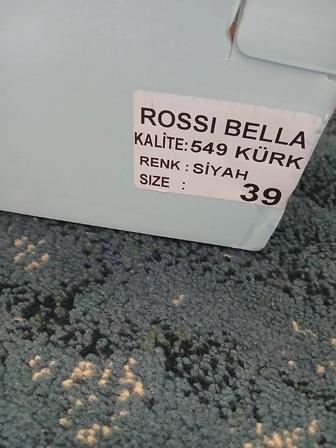 ROSSI BELLA
KALİTE: 549 KÜRK
RENK : SİYAH
SIZE : 39